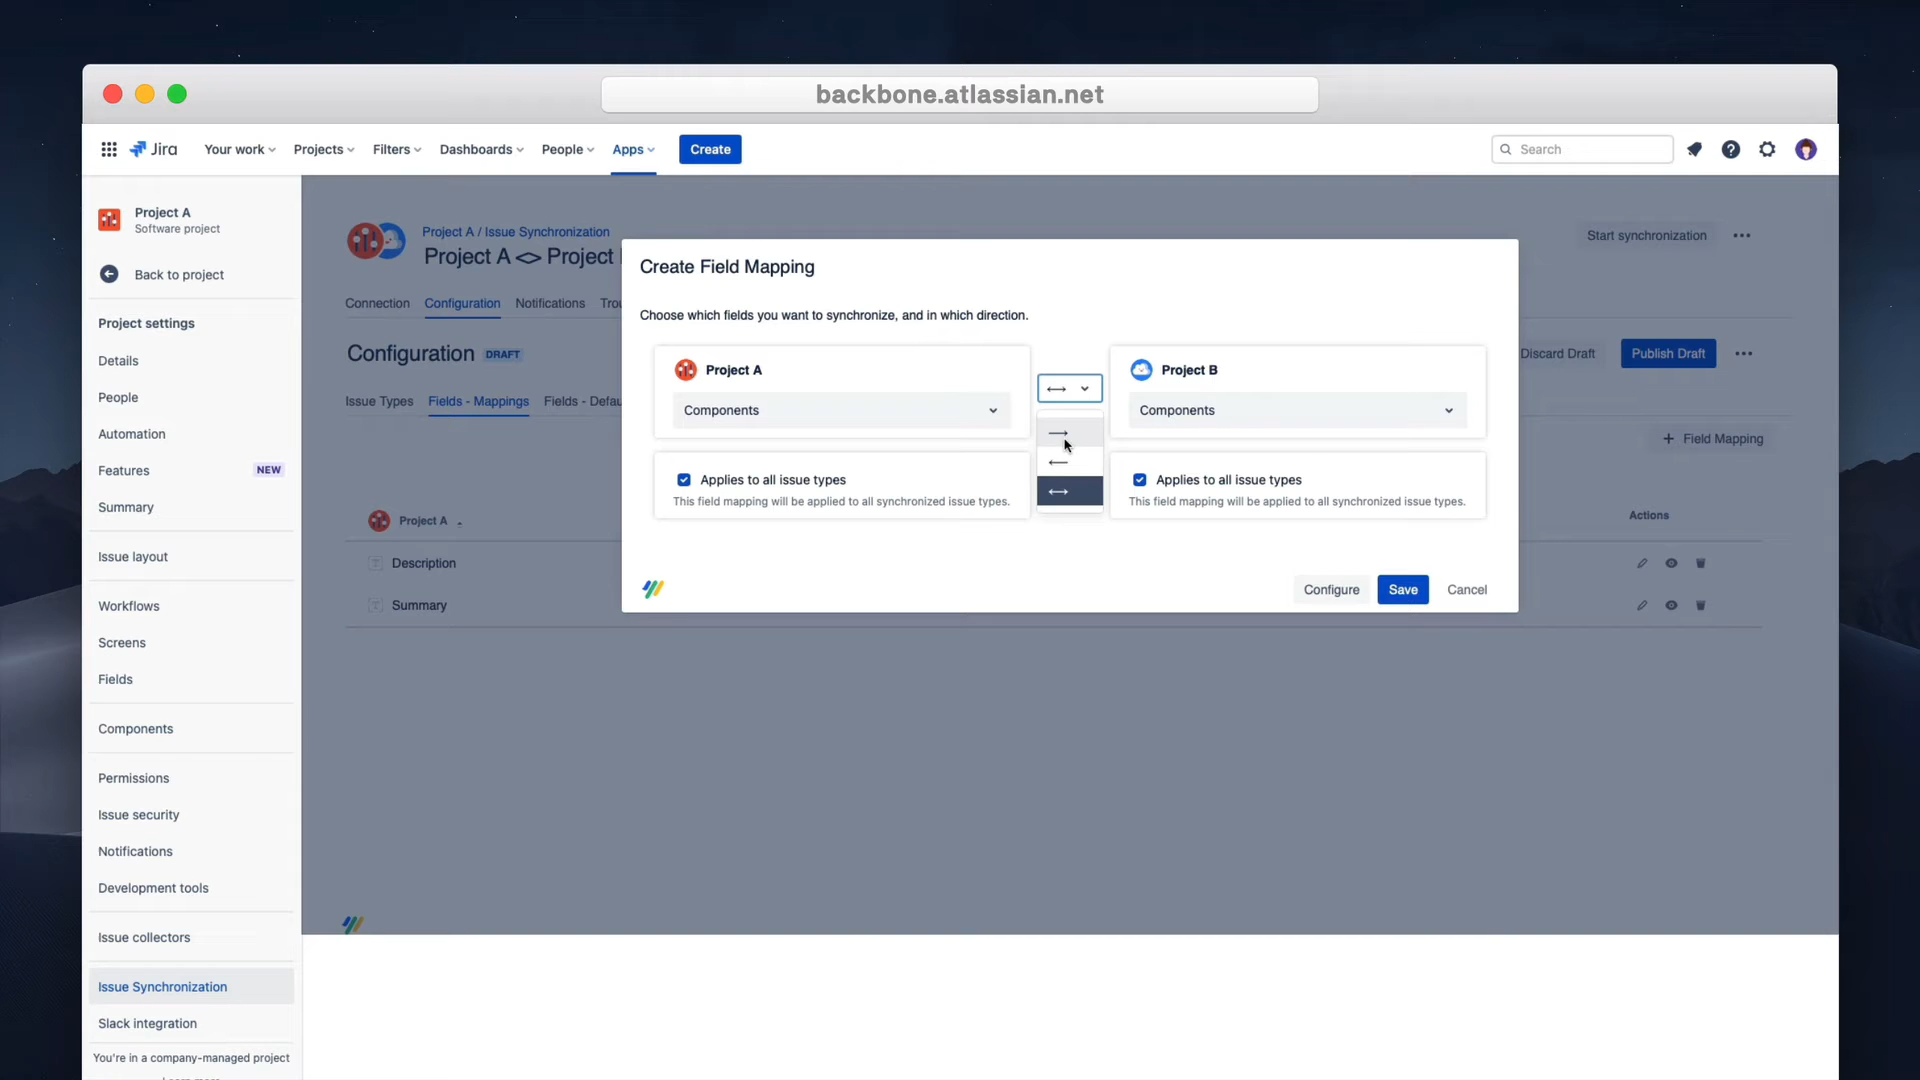 backbone.atlassian.net
Jira
Your work
Projects
Filters
Dashboards
People
Apps
Create
Search
Project A
Software project
Back to project
Project settings
Details
People
Automation
Features NEW
Summary
Issue layout
Workflows
Screens
Fields
Components
Permissions
Issue security
Notifications
Development tools
Issue collectors
Issue Synchronization
Slack integration
You're in a company-managed project
Project A / Issue Synchronization
Project A <> Project
Start synchronization
Connection
Configuration
Notifications
Configuration DRAFT
Discard Draft
Publish Draft
Issue Types
Fields - Mappings
Fields -
+ Field Mapping
Project A
Actions
Description
Summary
Create Field Mapping
Choose which fields you want to synchronize, and in which direction.
Project A
Components
Project B
Components
Applies to all issue types
This field mapping will be applied to all synchronized issue types.
Applies to all issue types
This field mapping will be applied to all synchronized issue types.
Configure
Save
Cancel